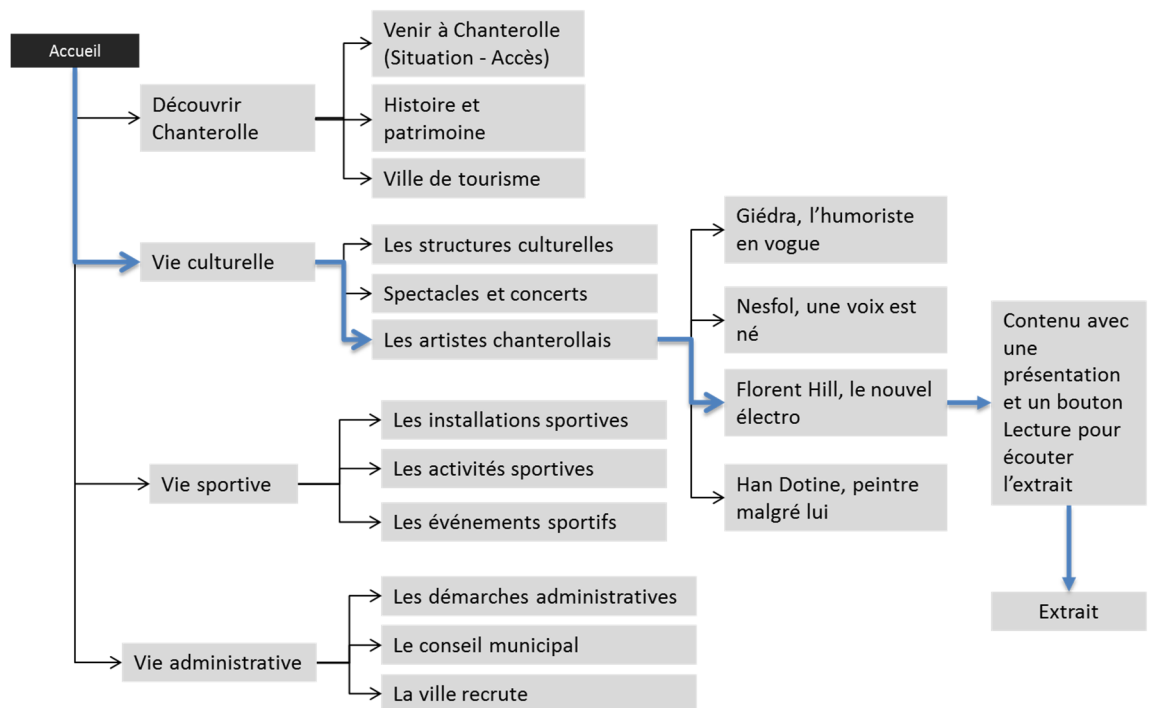 Accueil
Découvrir
Chanterolle
Venir à Chanterolle
(Situation - Accès)
Histoire et
patrimoine
Ville de tourisme
Vie culturelle
Les structures culturelles
Spectacles et concerts
Les artistes chanterollais
Giédra, l’humoriste
en vogue
Nesfol, une voix est
né
Florent Hill, le nouvel
électro
Han Dotine, peintre
malgré lui
Contenu avec
une
présentation
et un bouton
Lecture pour
écouter
l’extrait
Extrait
Vie sportive
Les installations sportives
Les activités sportives
Les événements sportifs
Vie administrative
Les démarches administratives
Le conseil municipal
La ville recrute